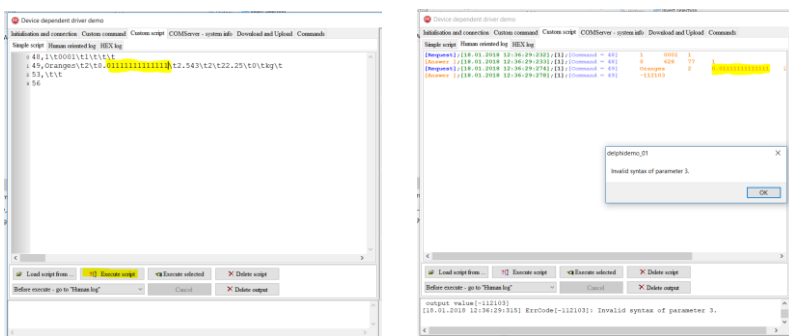 Device dependent driver demo
Initialisation and connection Custom command Custom script COMServer - system info Download and Upload Commands
Simple script Human oriented log HEX log
48,1\t0001\t1\t\t\t
49,Oranges\t2\t0.01111111111111\t2.543\t2\t22.25\t0\tkg\t
53,\t\t
56
Load script from ...
Execute script
Execute selected
Delete script
Before execute - go to "Human log"
Cancel
Delete output
Device dependent driver demo
Initialisation and connection Custom command Custom script COMServer - system info Download and Upload Commands
Simple script Human oriented log HEX log
[Request];[18.01.2018 12:36:29:232];[1];[Command = 48] 1 0001 1
[Answer ];[18.01.2018 12:36:29:233];[1];[Command = 48] 0 626 77 1
[Request];[18.01.2018 12:36:29:274];[1];[Command = 49] Oranges 2 0.01111111111111
[Answer ];[18.01.2018 12:36:29:278];[1];[Command = 49] -112103
delphidemo_01
Invalid syntax of parameter 3.
OK
Load script from ...
Execute script
Execute selected
Delete script
Before execute - go to "Human log"
Cancel
Delete output
output value[-112103]
[18.01.2018 12:36:29:315] ErrCode[-112103]: Invalid syntax of parameter 3.